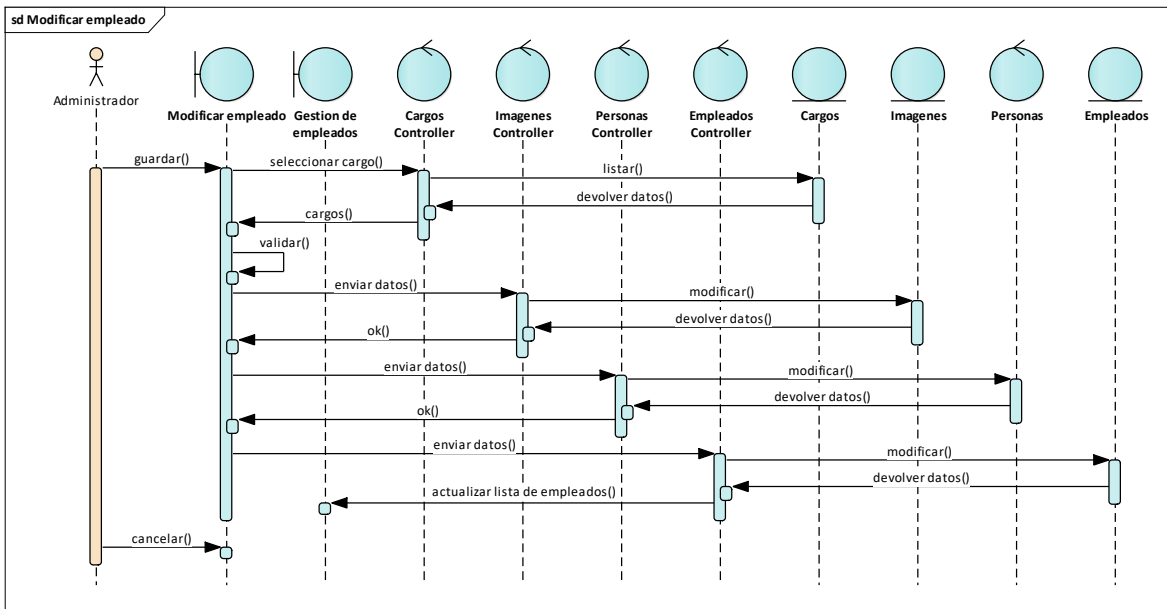 sd Modificar empleado
Administrador
Modificar empleado
Gestion de
empleados
Cargos
Controller
Imagenes
Controller
Personas
Controller
Empleados
Controller
Cargos
Imagenes
Personas
Empleados
guardar()
seleccionar cargo()
listar()
devolver datos()
cargos()
validar()
enviar datos()
modificar()
devolver datos()
ok()
enviar datos()
modificar()
devolver datos()
ok()
enviar datos()
modificar()
devolver datos()
actualizar lista de empleados()
cancelar()